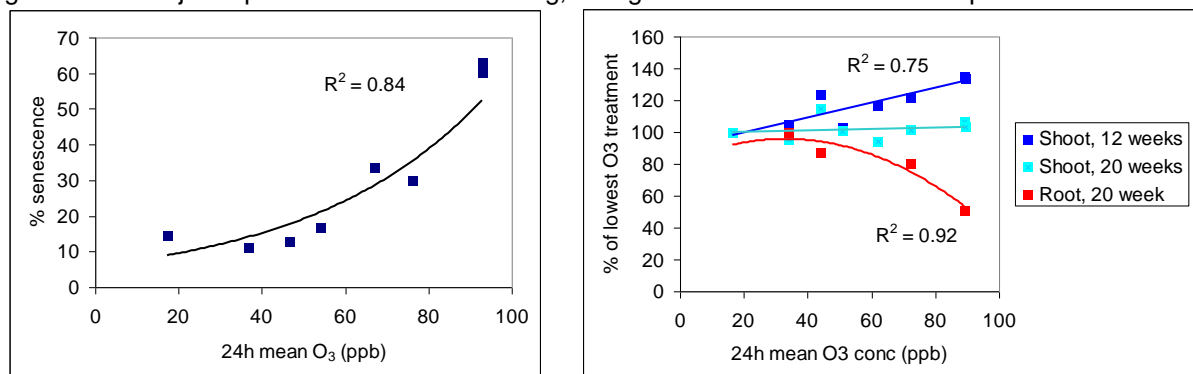 70
60
50
40
30
20
10
0
% senescence
R² = 0.84
0 20 40 60 80 100
24h mean O₃ (ppb)
160
140
120
100
80
60
40
20
0
% of lowest O3 treatment
R² = 0.75
R² = 0.92
0 20 40 60 80 100
24h mean O3 conc (ppb)
Shoot, 12 weeks
Shoot, 20 weeks
Root, 20 week